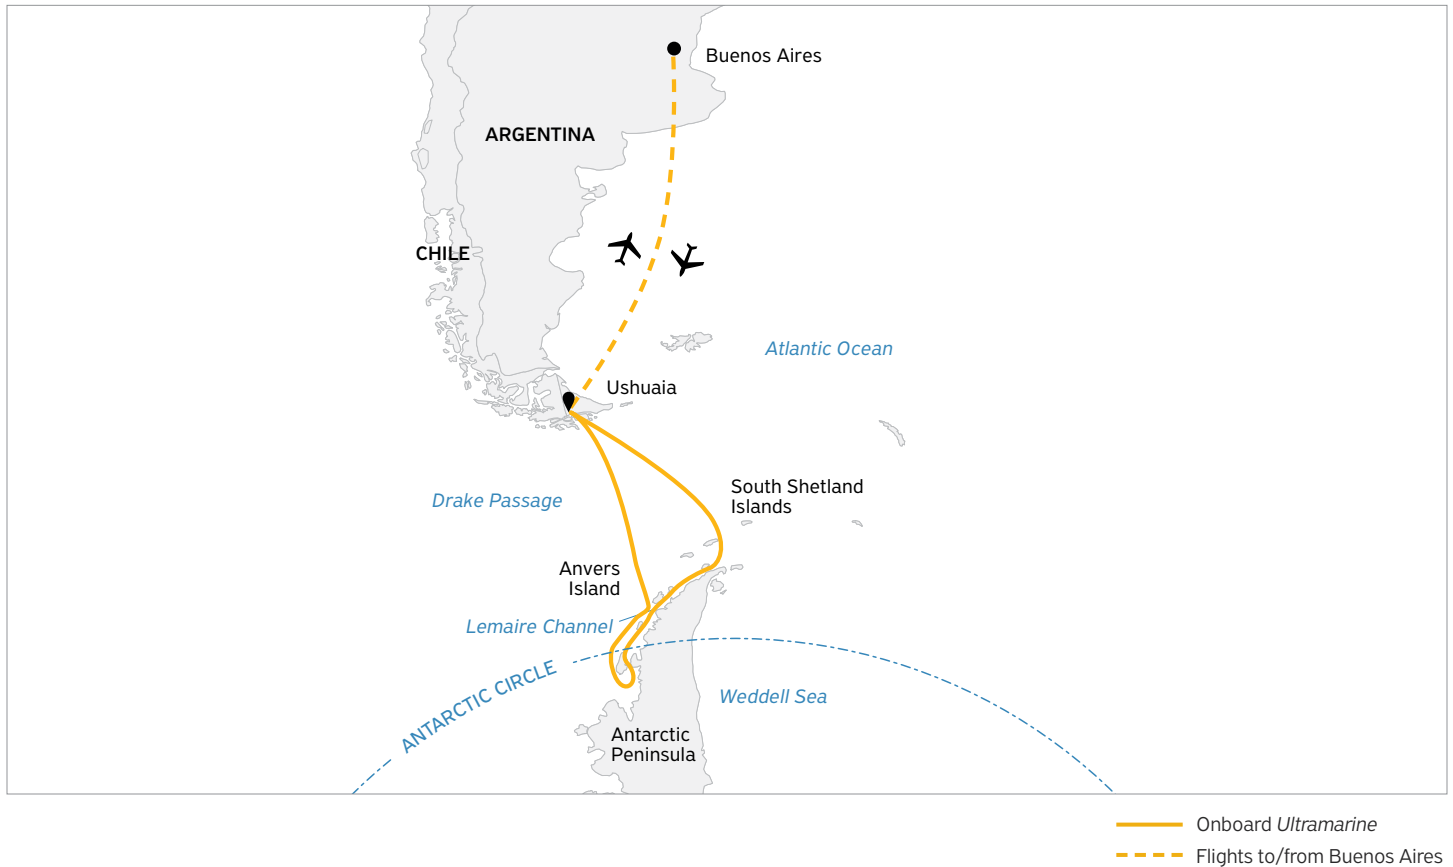 Buenos Aires
ARGENTINA
CHILE
Atlantic Ocean
Ushuaia
Drake Passage
South Shetland
Islands
Anvers
Island
Lemaire Channel
ANTARCTIC CIRCLE
Weddell Sea
Antarctic
Peninsula
Onboard Ultramarine
Flights to/from Buenos Aires